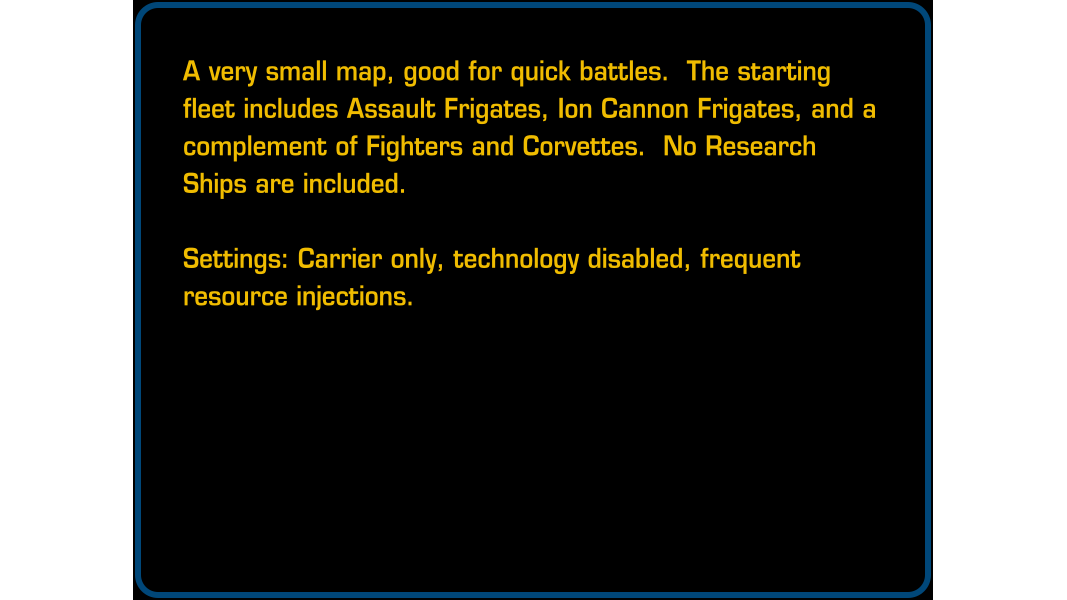 A very small map, good for quick battles.  The starting
fleet includes Assault Frigates, Ion Cannon Frigates, and a
complement of Fighters and Corvettes.  No Research
Ships are included.
Settings: Carrier only, technology disabled, frequent
resource injections.